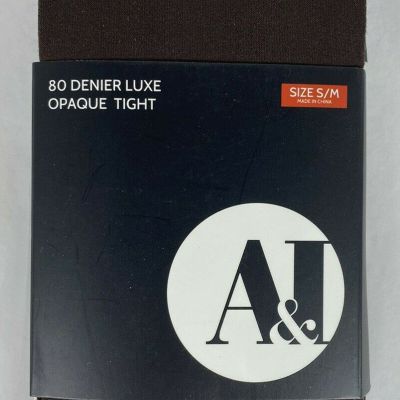 80 DENIER LUXE
OPAQUE TIGHT
SIZE S/M
MADE IN CHINA
A&I